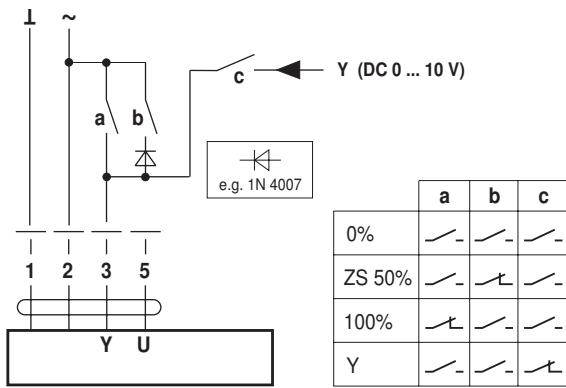 ⊥ ~
a b c Y (DC 0 ... 10 V)
e.g. 1N 4007
1 2 3 5
Y U
a b c
0%
ZS 50%
100%
Y